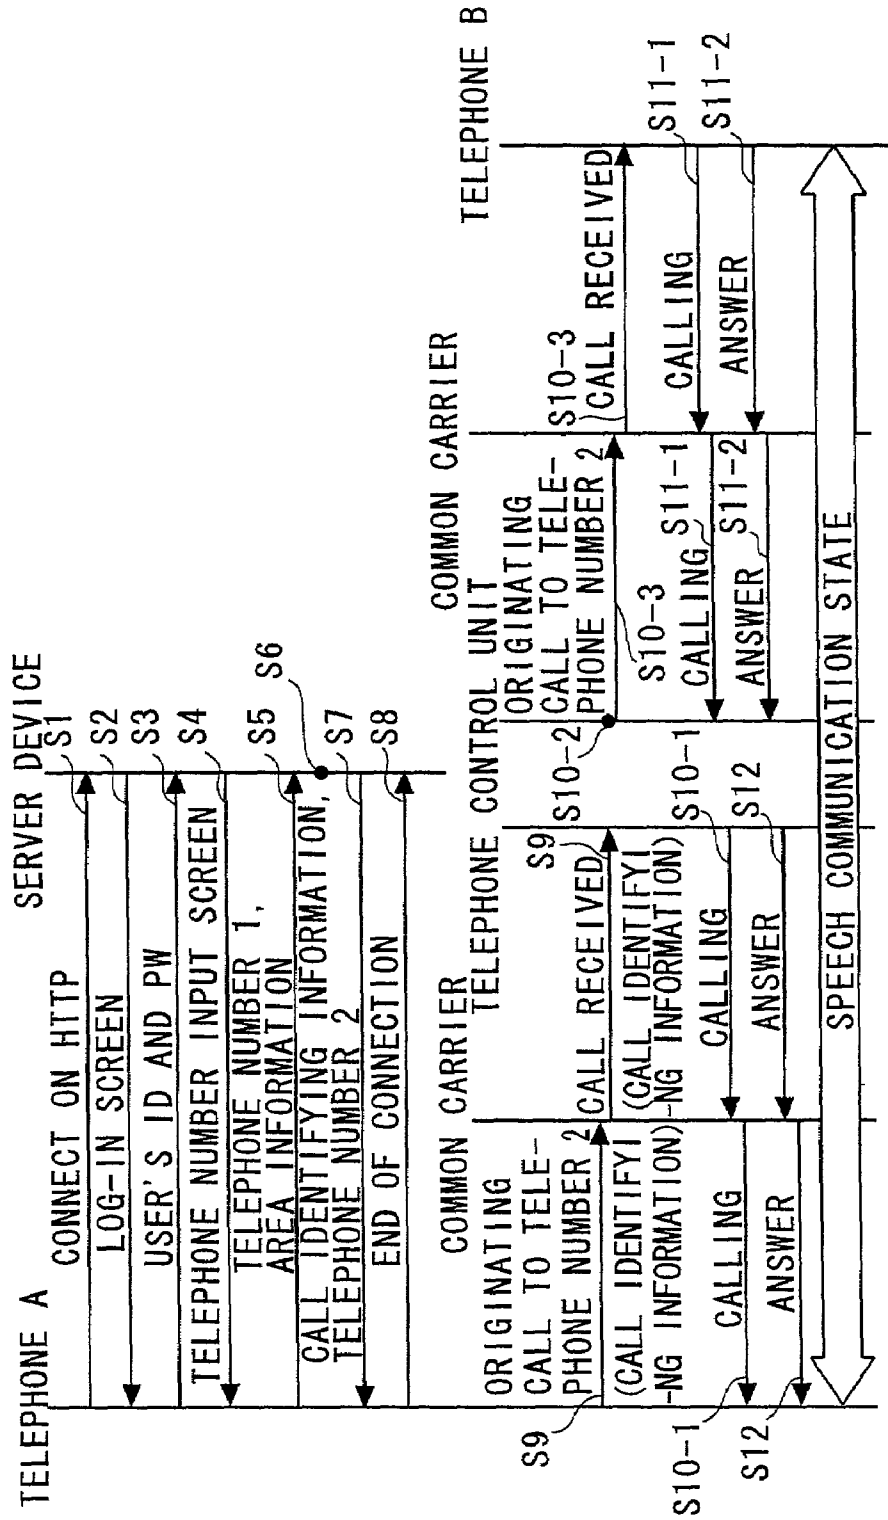 TELEPHONE A
SERVER DEVICE
CONNECT ON HTTP
S1
LOG-IN SCREEN
S2
USER'S ID AND PW
S3
TELEPHONE NUMBER INPUT SCREEN
S4
TELEPHONE NUMBER 1,
AREA INFORMATION
S5
S6
CALL IDENTIFYING INFORMATION,
TELEPHONE NUMBER 2
S7
END OF CONNECTION
S8
COMMON CARRIER
TELEPHONE CONTROL UNIT
COMMON CARRIER
TELEPHONE B
ORIGINATING
CALL TO TELE-
PHONE NUMBER 2
(CALL IDENTIFYI
-NG INFORMATION)
S9
CALL RECEIVED
(CALL IDENTIFYI
-NG INFORMATION)
S9
S10-2
ORIGINATING
CALL TO TELE-
PHONE NUMBER 2
S10-3
S10-3
CALL RECEIVED
CALLING
S10-1
CALLING
S10-1
CALLING
S11-1
CALLING
S11-1
ANSWER
S12
ANSWER
S12
ANSWER
S11-2
ANSWER
S11-2
SPEECH COMMUNICATION STATE